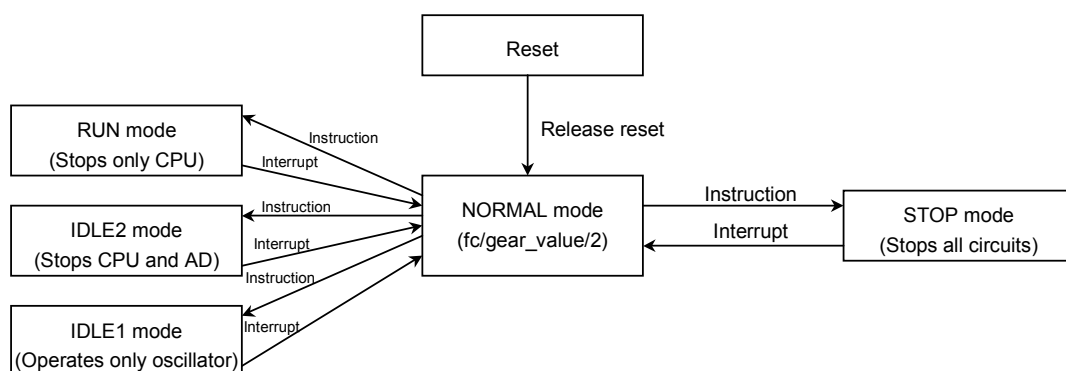 Reset
Release reset
RUN mode
(Stops only CPU)
Instruction
Interrupt
IDLE2 mode
(Stops CPU and AD)
Instruction
Interrupt
Instruction
IDLE1 mode
(Operates only oscillator)
Interrupt
NORMAL mode
(fc/gear_value/2)
Instruction
Interrupt
STOP mode
(Stops all circuits)